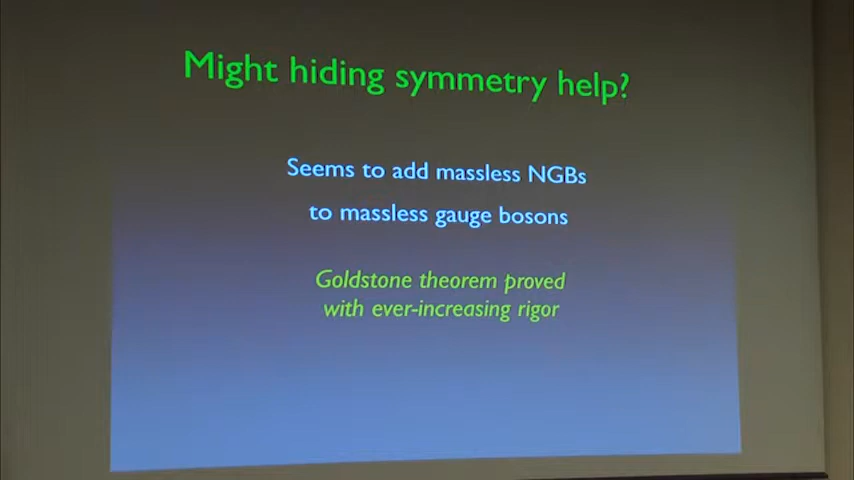 Might hiding symmetry help?
Seems to add massless NGBs
to massless gauge bosons
Goldstone theorem proved
with ever-increasing rigor